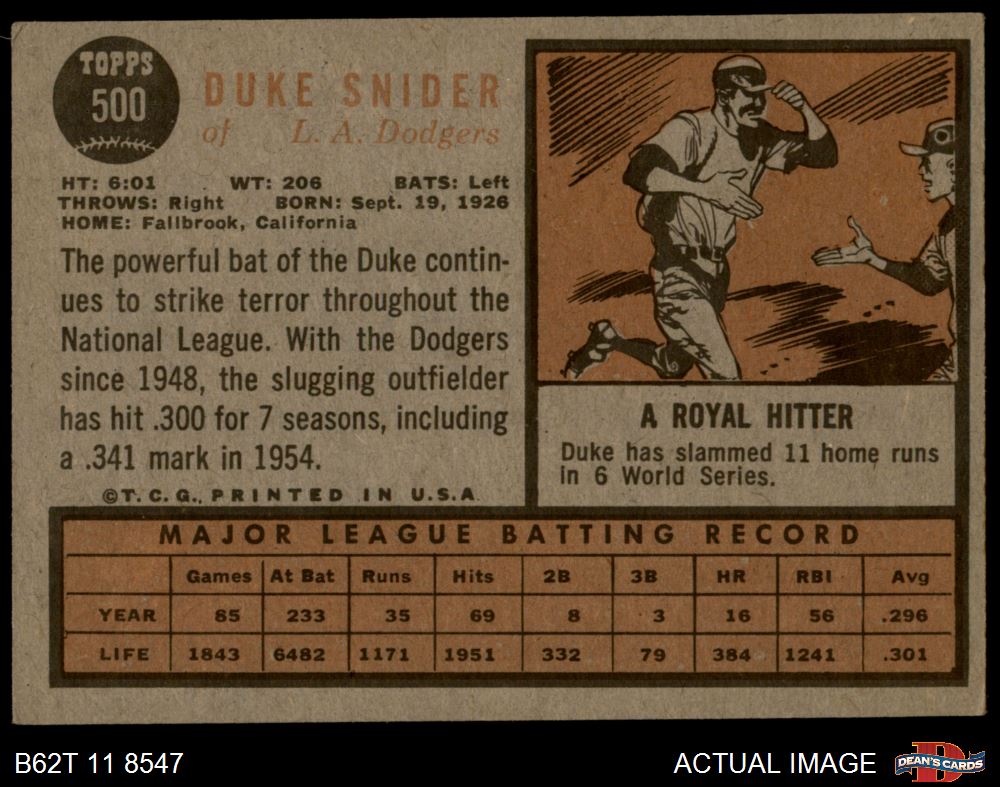 TOPPS
500
DUKE SNIDER
of L. A. Dodgers
HT: 6:01 WT: 206 BATS: Left
THROWS: Right BORN: Sept. 19, 1926
HOME: Fallbrook, California
The powerful bat of the Duke contin-
ues to strike terror throughout the
National League. With the Dodgers
since 1948, the slugging outfielder
has hit .300 for 7 seasons, including
a .341 mark in 1954.
©T. C. G., PRINTED IN U.S.A.
A ROYAL HITTER
Duke has slammed 11 home runs
in 6 World Series.
MAJOR LEAGUE BATTING RECORD
Games At Bat Runs Hits 2B 3B HR RBI Avg
YEAR 85 233 35 69 8 3 16 56 .296
LIFE 1843 6482 1171 1951 332 79 384 1241 .301
B62T 11 8547 ACTUAL IMAGE DEAN'S CARDS